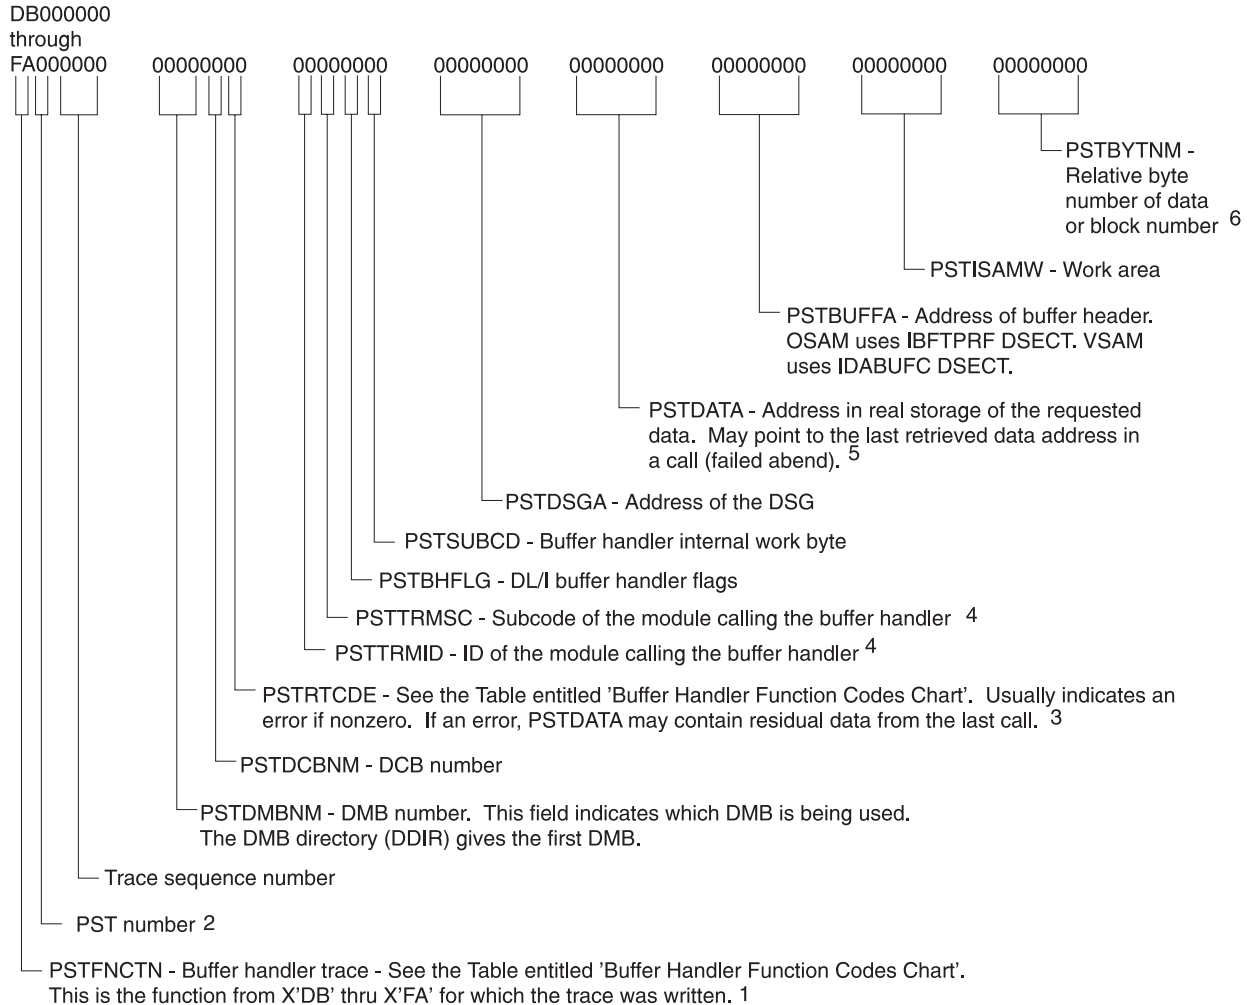 DB000000
through
FA000000 00000000 00000000 00000000 00000000 00000000 00000000 00000000
PSTBYTNM -
Relative byte
number of data
or block number 6
PSTISAMW - Work area
PSTBUFFA - Address of buffer header.
OSAM uses IBFTPRF DSECT. VSAM
uses IDABUFC DSECT.
PSTDATA - Address in real storage of the requested
data. May point to the last retrieved data address in
a call (failed abend). 5
PSTDSGA - Address of the DSG
PSTSUBCD - Buffer handler internal work byte
PSTBHFLG - DL/I buffer handler flags
PSTTRMSC - Subcode of the module calling the buffer handler 4
PSTTRMID - ID of the module calling the buffer handler 4
PSTRTCDE - See the Table entitled 'Buffer Handler Function Codes Chart'. Usually indicates an
error if nonzero. If an error, PSTDATA may contain residual data from the last call. 3
PSTDCBNM - DCB number
PSTDMBNM - DMB number. This field indicates which DMB is being used.
The DMB directory (DDIR) gives the first DMB.
Trace sequence number
PST number 2
PSTFNCTN - Buffer handler trace - See the Table entitled 'Buffer Handler Function Codes Chart'.
This is the function from X'DB' thru X'FA' for which the trace was written. 1